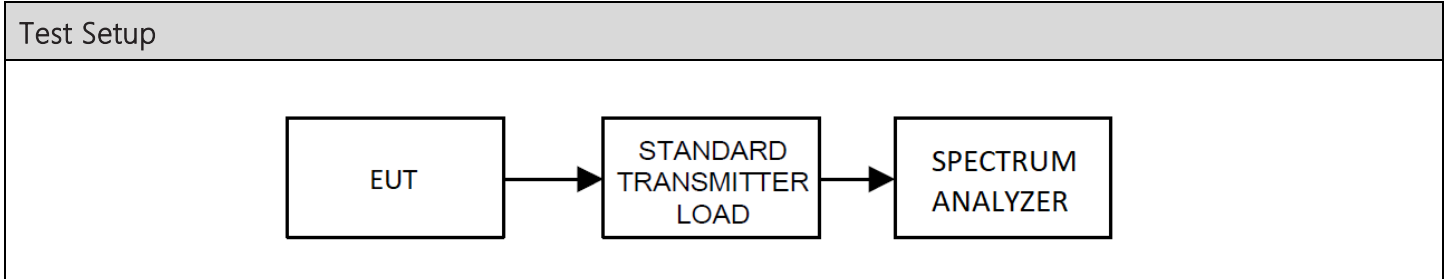 Test Setup
EUT
STANDARD
TRANSMITTER
LOAD
SPECTRUM
ANALYZER